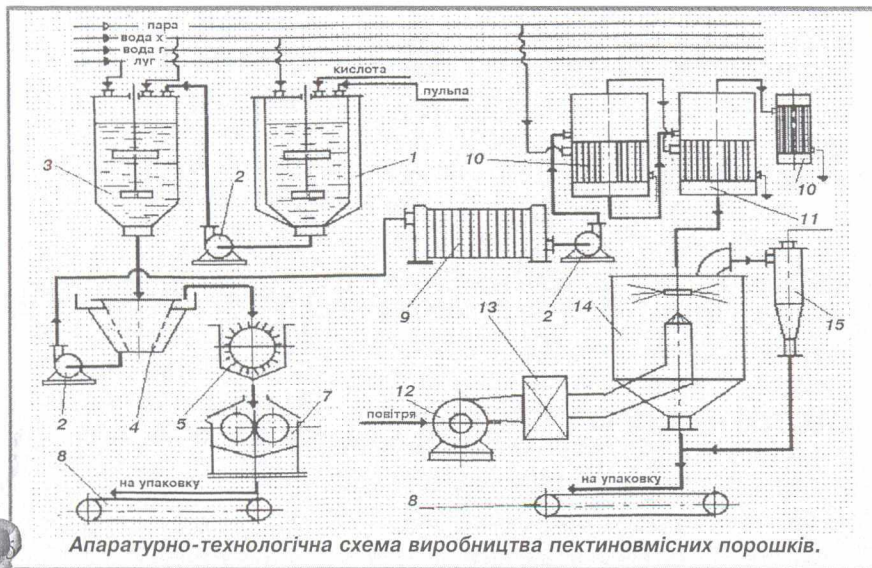 пара
вода х
вода г
луг
кислота
пульпа
3
2
1
10
10
11
9
2
13
14
15
2
4
5
7
12
повітря
8
на упаковку
8
на упаковку
Апаратурно-технологічна схема виробництва пектиновмісних порошків.